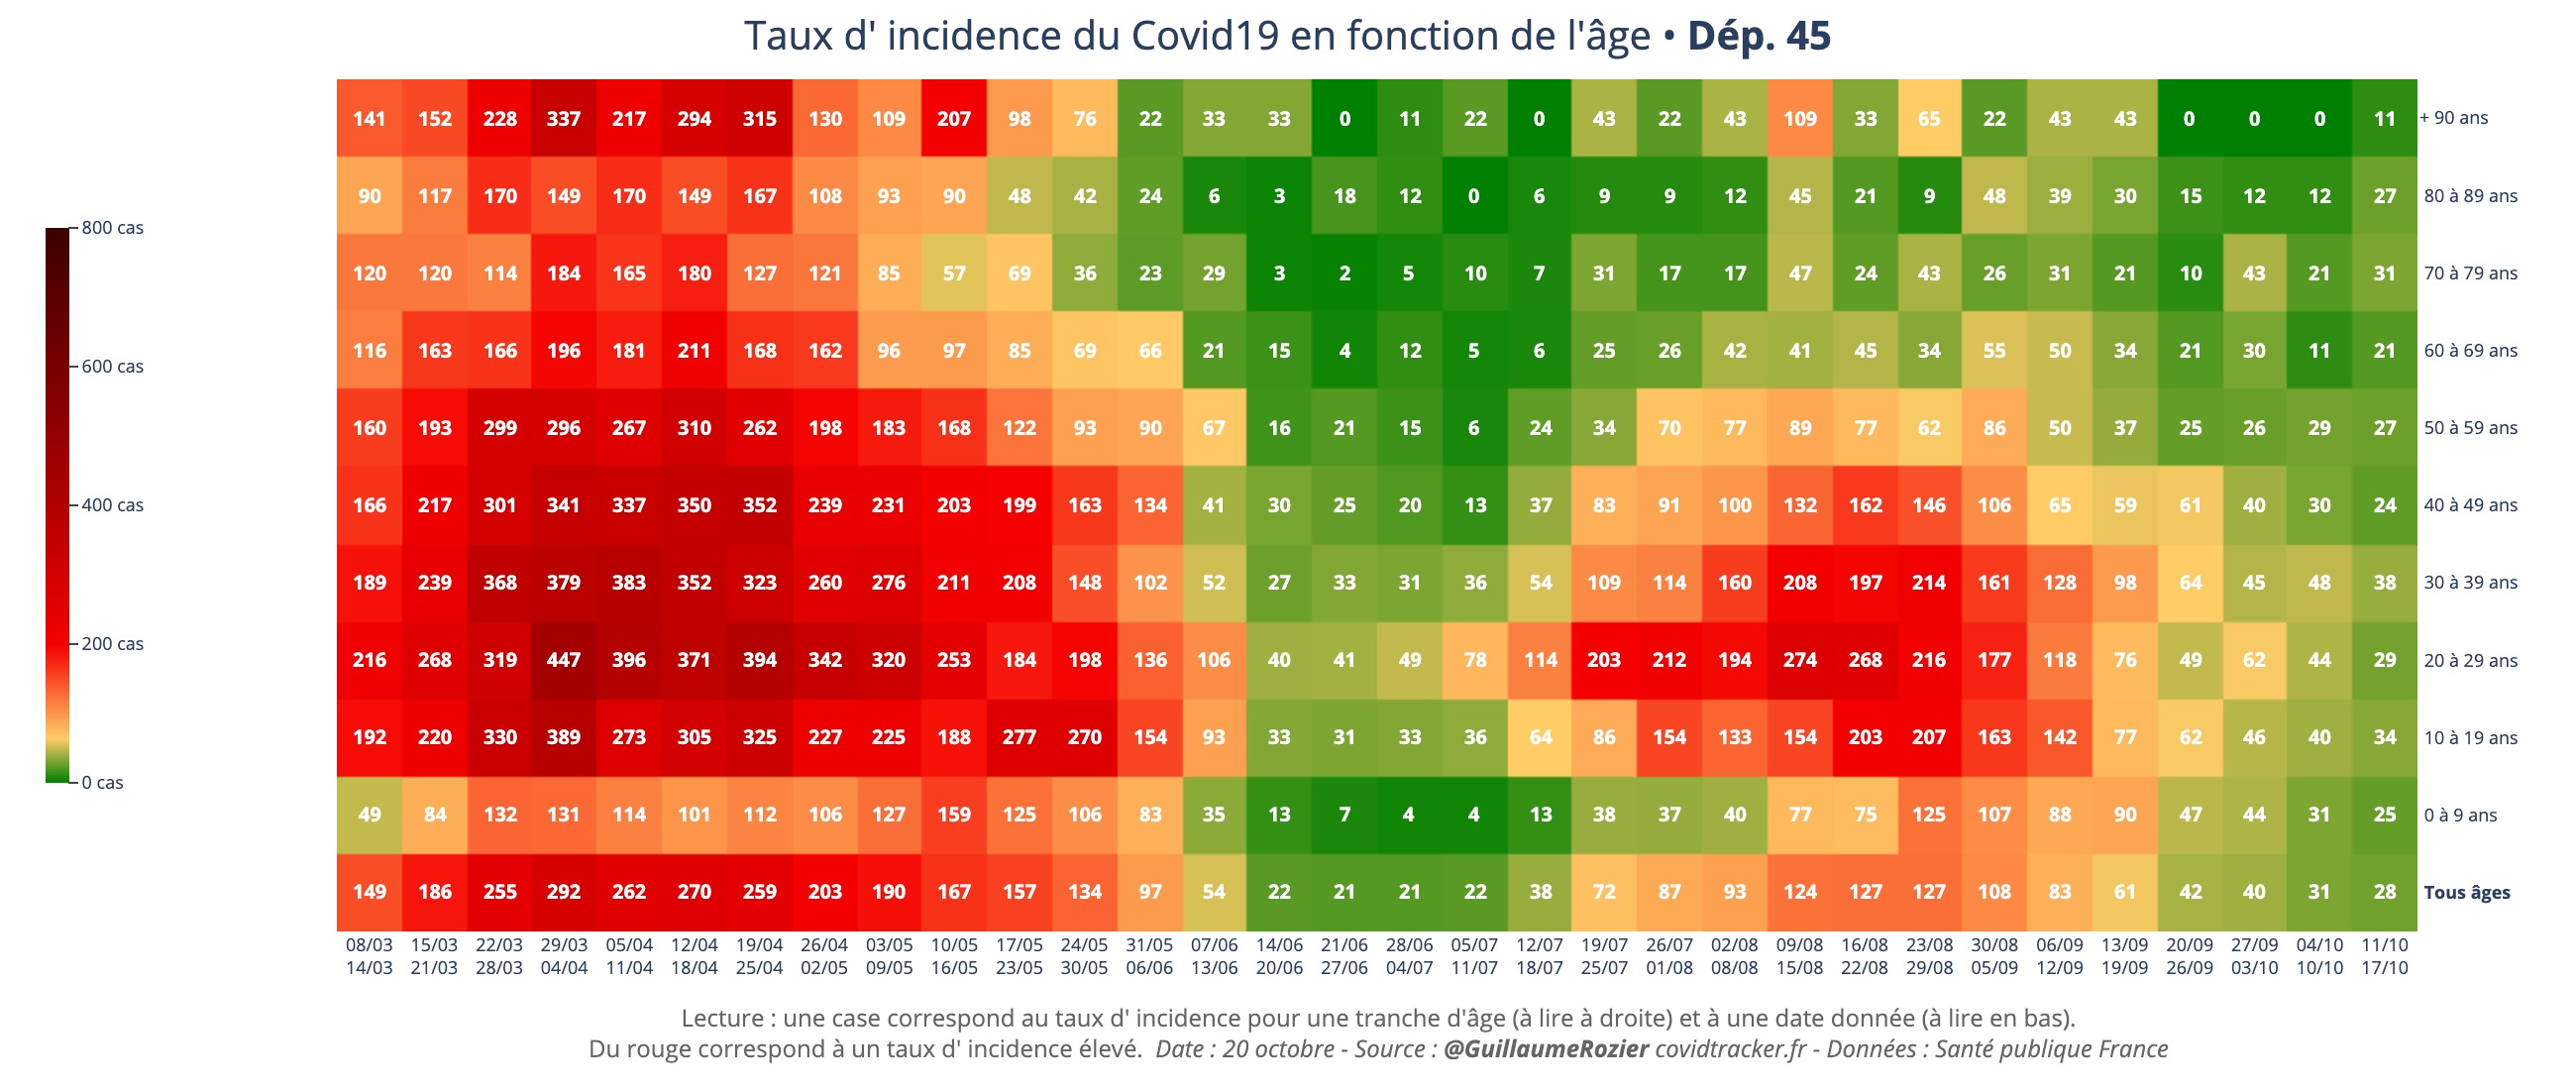 Taux d' incidence du Covid19 en fonction de l'âge • Dép. 45
800 cas
600 cas
400 cas
200 cas
0 cas
141 152 228 337 217 294 315 130 109 207 98 76 22 33 33 0 11 22 0 43 22 43 109 33 65 22 43 43 0 0 0 11 + 90 ans
90 117 170 149 170 149 167 108 93 90 48 42 24 6 3 18 12 0 6 9 9 12 45 21 9 48 39 30 15 12 12 27 80 à 89 ans
120 120 114 184 165 180 127 121 85 57 69 36 23 29 3 2 5 10 7 31 17 17 47 24 43 26 31 21 10 43 21 31 70 à 79 ans
116 163 166 196 181 211 168 162 96 97 85 69 66 21 15 4 12 5 6 25 26 42 41 45 34 55 50 34 21 30 11 21 60 à 69 ans
160 193 299 296 267 310 262 198 183 168 122 93 90 67 16 21 15 6 24 34 70 77 89 77 62 86 50 37 25 26 29 27 50 à 59 ans
166 217 301 341 337 350 352 239 231 203 199 163 134 41 30 25 20 13 37 83 91 100 132 162 146 106 65 59 61 40 30 24 40 à 49 ans
189 239 368 379 383 352 323 260 276 211 208 148 102 52 27 33 31 36 54 109 114 160 208 197 214 161 128 98 64 45 48 38 30 à 39 ans
216 268 319 447 396 371 394 342 320 253 184 198 136 106 40 41 49 78 114 203 212 194 274 268 216 177 118 76 49 62 44 29 20 à 29 ans
192 220 330 389 273 305 325 227 225 188 277 270 154 93 33 31 33 36 64 86 154 133 154 203 207 163 142 77 62 46 40 34 10 à 19 ans
49 84 132 131 114 101 112 106 127 159 125 106 83 35 13 7 4 4 13 38 37 40 77 75 125 107 88 90 47 44 31 25 0 à 9 ans
149 186 255 292 262 270 259 203 190 167 157 134 97 54 22 21 21 22 38 72 87 93 124 127 127 108 83 61 42 40 31 28 Tous âges
08/03 15/03 22/03 29/03 05/04 12/04 19/04 26/04 03/05 10/05 17/05 24/05 31/05 07/06 14/06 21/06 28/06 05/07 12/07 19/07 26/07 02/08 09/08 16/08 23/08 30/08 06/09 13/09 20/09 27/09 04/10 11/10
14/03 21/03 28/03 04/04 11/04 18/04 25/04 02/05 09/05 16/05 23/05 30/05 06/06 13/06 20/06 27/06 04/07 11/07 18/07 25/07 01/08 08/08 15/08 22/08 29/08 05/09 12/09 19/09 26/09 03/10 10/10 17/10
Lecture : une case correspond au taux d' incidence pour une tranche d'âge (à lire à droite) et à une date donnée (à lire en bas).
Du rouge correspond à un taux d' incidence élevé. Date : 20 octobre - Source : @GuillaumeRozier covidtracker.fr - Données : Santé publique France